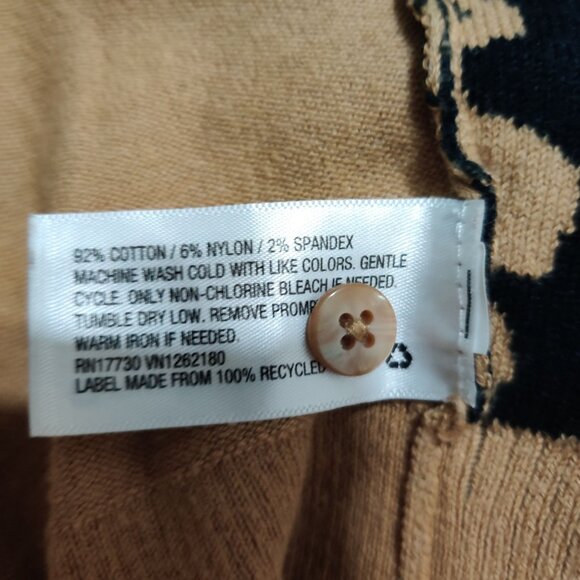 92% COTTON / 6% NYLON / 2% SPANDEX
MACHINE WASH COLD WITH LIKE COLORS. GENTLE
CYCLE. ONLY NON-CHLORINE BLEACH IF NEEDED.
TUMBLE DRY LOW. REMOVE
WARM IRON IF NEEDED.
RN17730 VN1262180
LABEL MADE FROM 100% RECYCLED